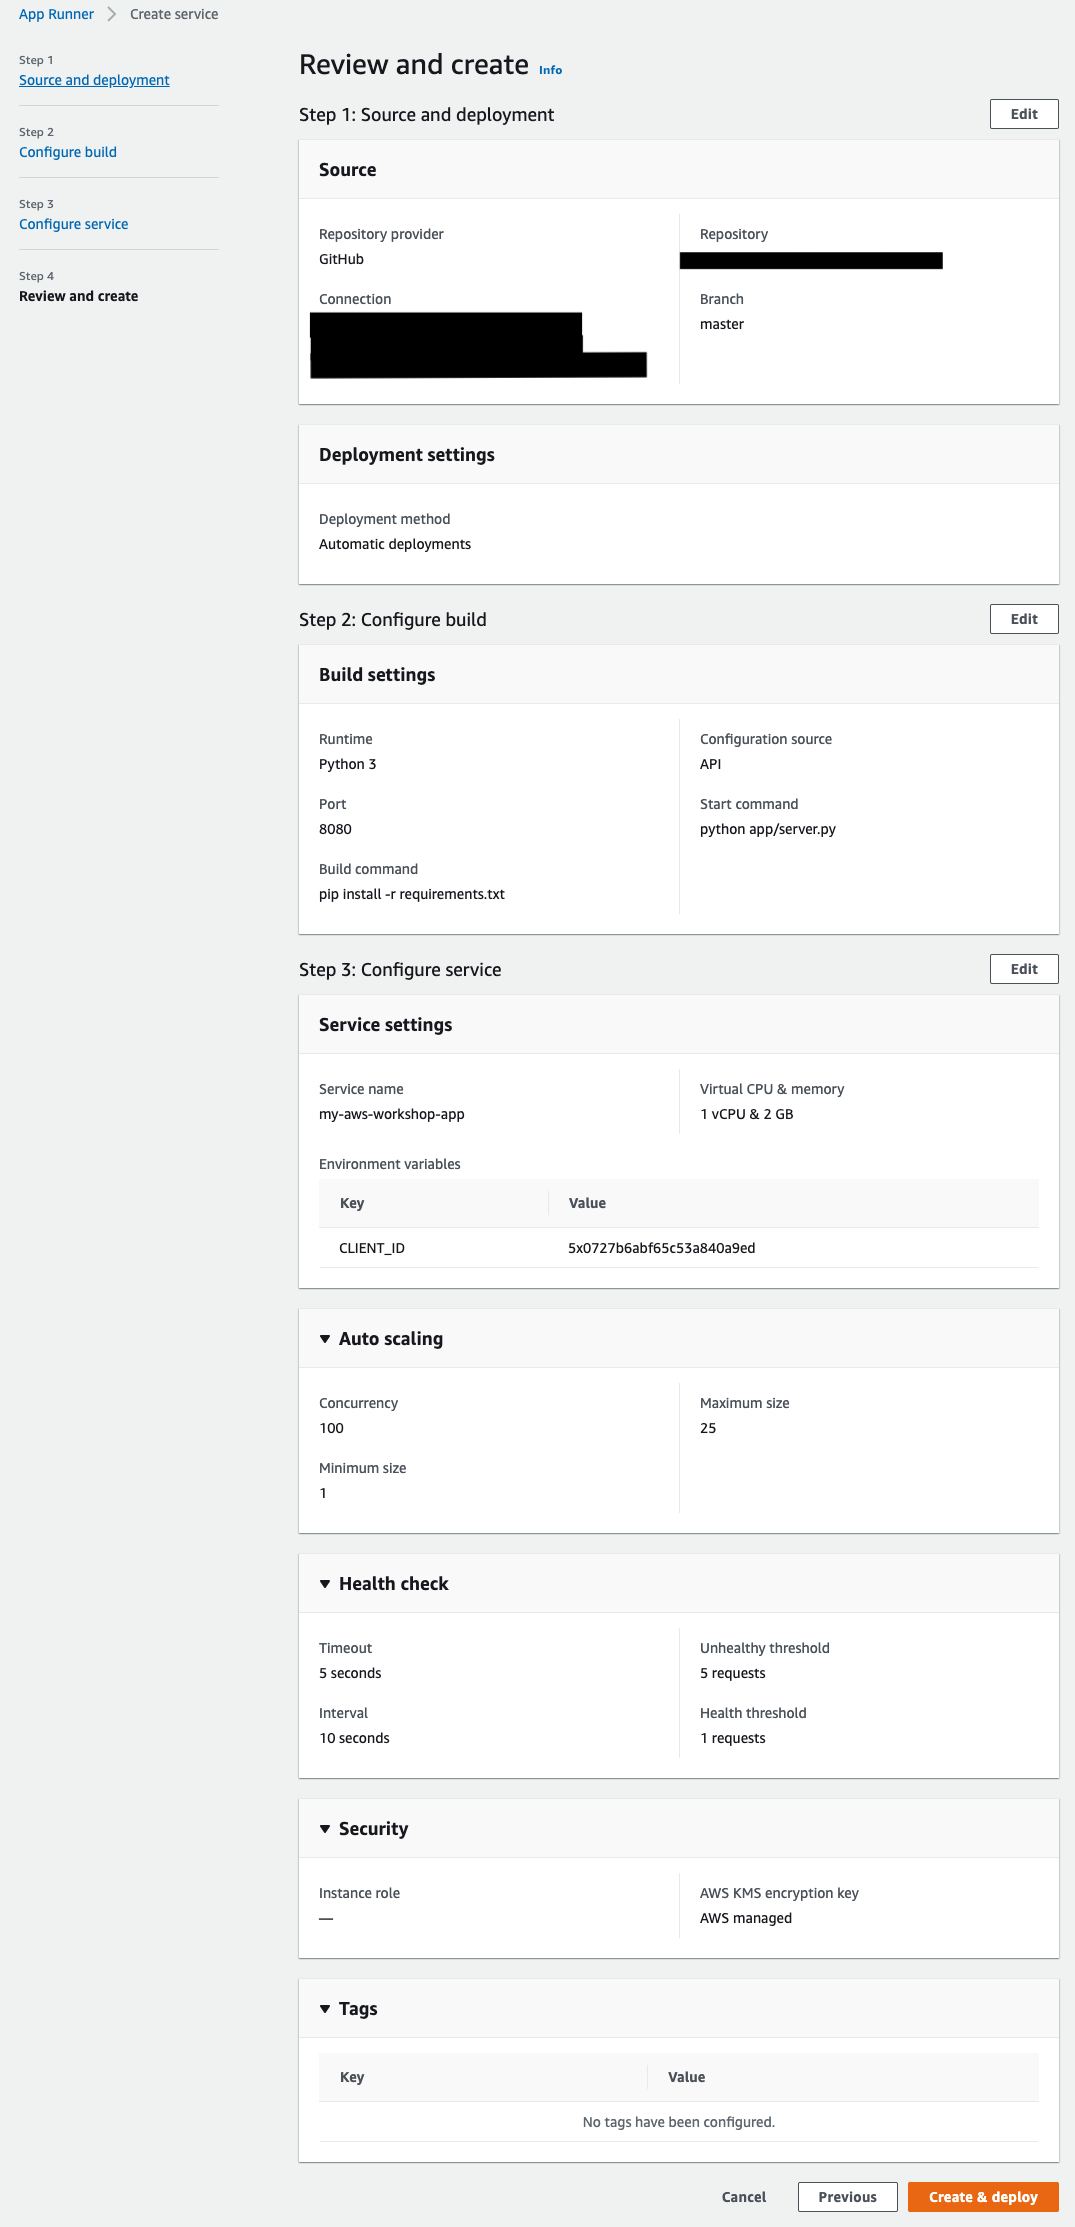 App Runner > Create service
Step 1
Source and deployment
Step 2
Configure build
Step 3
Configure service
Step 4
Review and create
Review and create Info
Step 1: Source and deployment Edit
Source
Repository provider
GitHub
Connection
Repository
Branch
master
Deployment settings
Deployment method
Automatic deployments
Step 2: Configure build Edit
Build settings
Runtime
Python 3
Port
8080
Build command
pip install -r requirements.txt
Configuration source
API
Start command
python app/server.py
Step 3: Configure service Edit
Service settings
Service name
my-aws-workshop-app
Virtual CPU & memory
1 vCPU & 2 GB
Environment variables
Key Value
CLIENT_ID 5x0727b6abf65c53a840a9ed
Auto scaling
Concurrency
100
Minimum size
1
Maximum size
25
Health check
Timeout
5 seconds
Interval
10 seconds
Unhealthy threshold
5 requests
Health threshold
1 requests
Security
Instance role
—
AWS KMS encryption key
AWS managed
Tags
Key Value
No tags have been configured.
Cancel Previous Create & deploy